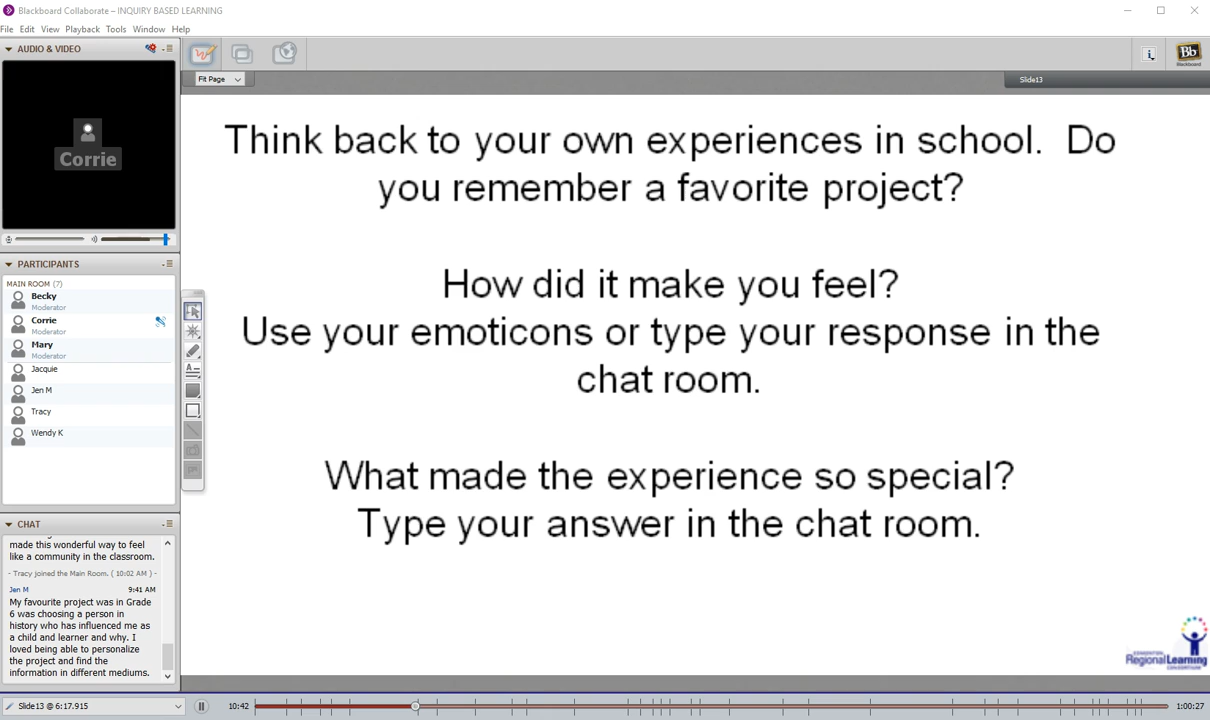 Blackboard Collaborate – INQUIRY BASED LEARNING
File Edit View Playback Tools Window Help
AUDIO & VIDEO
Corrie
PARTICIPANTS
MAIN ROOM (7)
Becky
Moderator
Corrie
Moderator
Mary
Moderator
Jacquie
Jen M
Tracy
Wendy K
CHAT
made this wonderful way to feel
like a community in the classroom.
- Tracy joined the Main Room. ( 10:02 AM ) -
Jen M 9:41 AM
My favourite project was in Grade
6 was choosing a person in
history who has influenced me as
a child and learner and why. I
loved being able to personalize
the project and find the
information in different mediums.
Fit Page
Slide13
Bb
Blackboard
Think back to your own experiences in school. Do
you remember a favorite project?
How did it make you feel?
Use your emoticons or type your response in the
chat room.
What made the experience so special?
Type your answer in the chat room.
EDMONTON
Regional Learning
CONSORTIUM
Slide13 @ 6:17.915
10:42
1:00:27